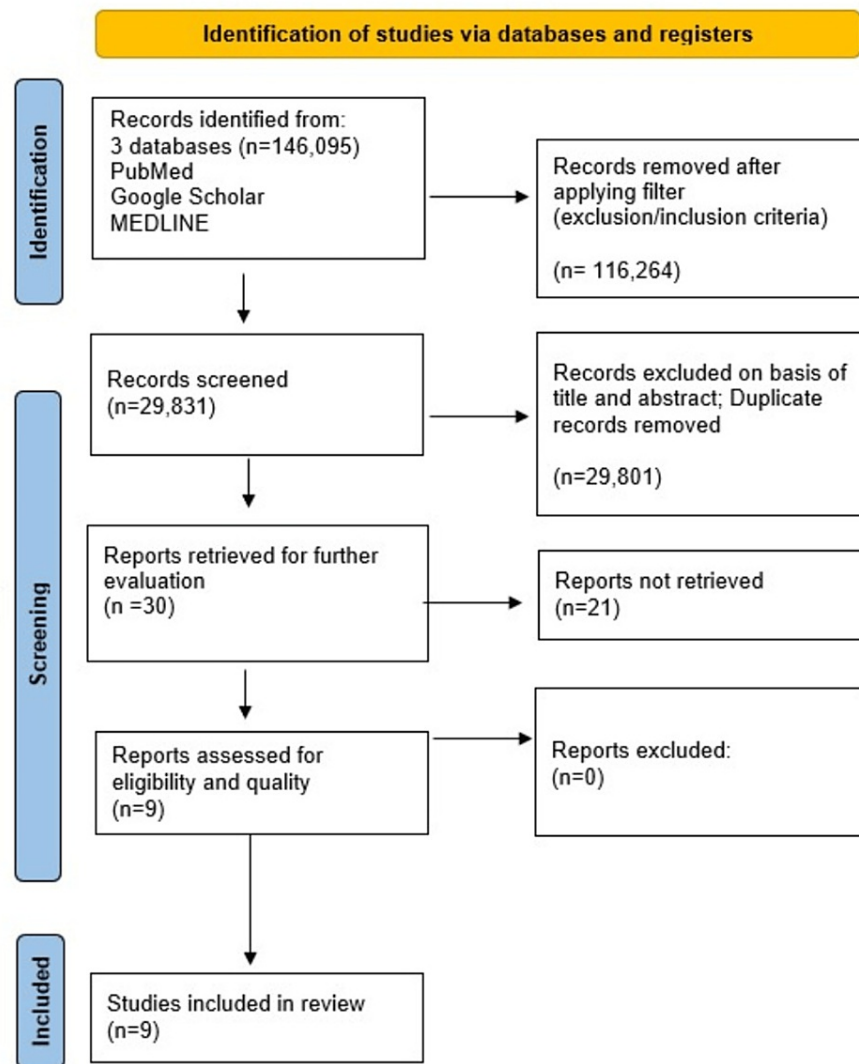 Identification of studies via databases and registers
Identification
Records identified from:
3 databases (n=146,095)
PubMed
Google Scholar
MEDLINE
Records removed after
applying filter
(exclusion/inclusion criteria)
(n= 116,264)
Screening
Records screened
(n=29,831)
Records excluded on basis of
title and abstract; Duplicate
records removed
(n=29,801)
Reports retrieved for further
evaluation
(n =30)
Reports not retrieved
(n=21)
Reports assessed for
eligibility and quality
(n=9)
Reports excluded:
(n=0)
Included
Studies included in review
(n=9)